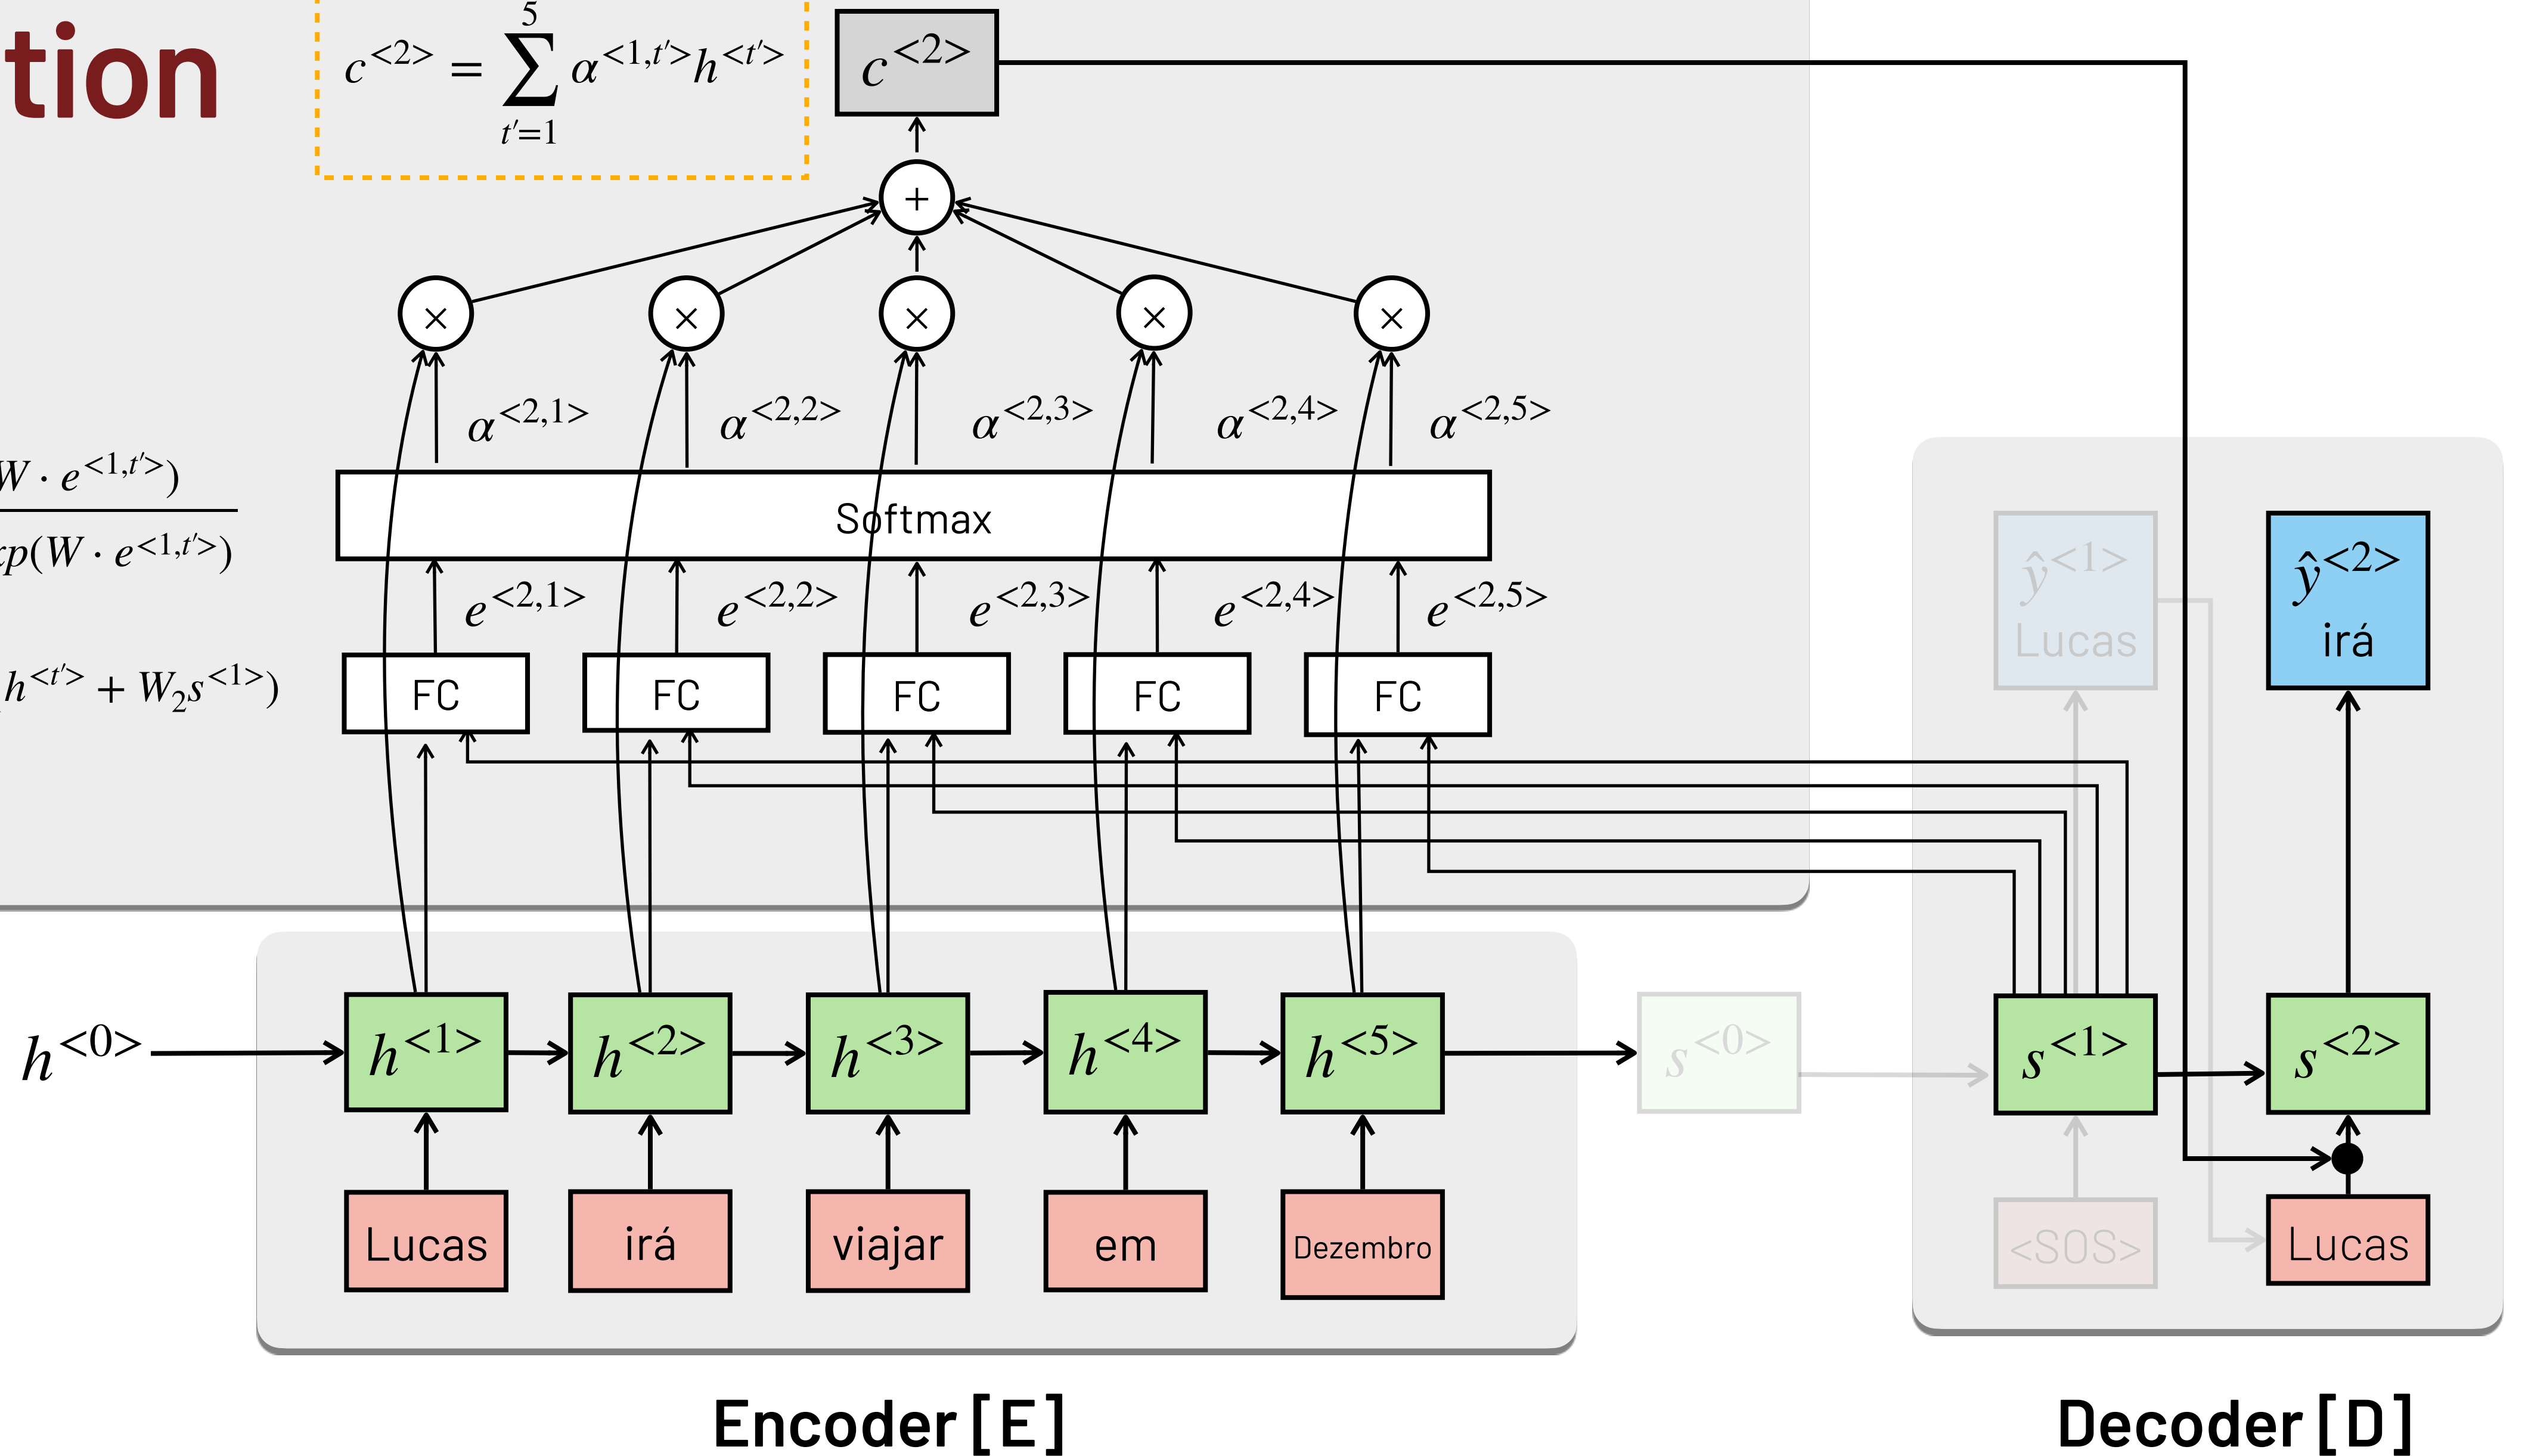 tion
c^{<2>} = \sum_{t'=1}^{5} α^{<1,t'>} h^{<t'>}
c^{<2>}
+
× × × × ×
α^{<2,1>} α^{<2,2>} α^{<2,3>} α^{<2,4>} α^{<2,5>}
W · e^{<1,t'>})
xp(W · e^{<1,t'>})
Softmax
ŷ^{<1>} ŷ^{<2>}
Lucas irá
e^{<2,1>} e^{<2,2>} e^{<2,3>} e^{<2,4>} e^{<2,5>}
h^{<t'>} + W_2 s^{<1>})
FC FC FC FC FC
h^{<0>} h^{<1>} h^{<2>} h^{<3>} h^{<4>} h^{<5>} s^{<0>} s^{<1>} s^{<2>}
Lucas irá viajar em Dezembro <SOS> Lucas
Encoder [E] Decoder [D]